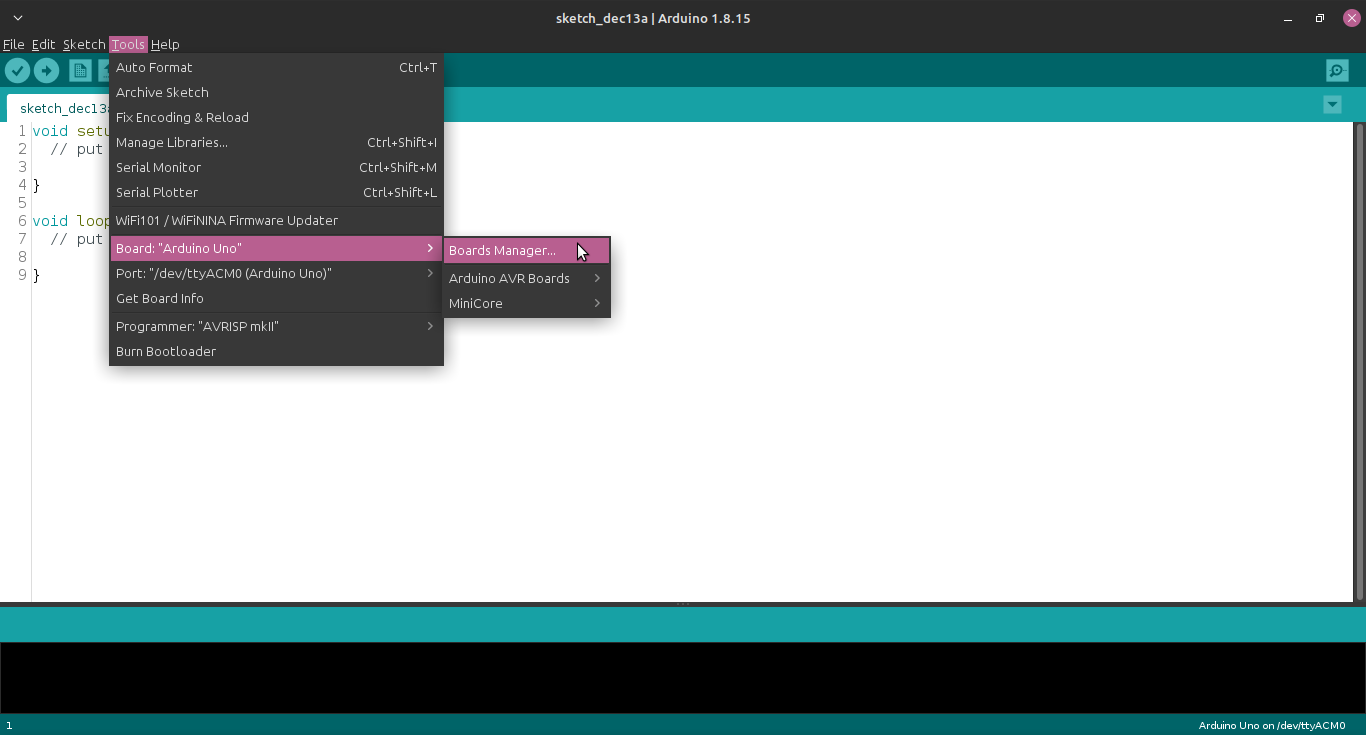 sketch_dec13a | Arduino 1.8.15
File Edit Sketch Tools Help
Auto Format Ctrl+T
Archive Sketch
Fix Encoding & Reload
Manage Libraries... Ctrl+Shift+I
Serial Monitor Ctrl+Shift+M
Serial Plotter Ctrl+Shift+L
WiFi101 / WiFiNINA Firmware Updater
Board: "Arduino Uno"
Port: "/dev/ttyACM0 (Arduino Uno)"
Get Board Info
Programmer: "AVRISP mkII"
Burn Bootloader
Boards Manager...
Arduino AVR Boards
MiniCore
sketch_dec13a
1 void setu
2 // put
3
4 }
5
6 void loop
7 // put
8
9 }
1 Arduino Uno on /dev/ttyACM0